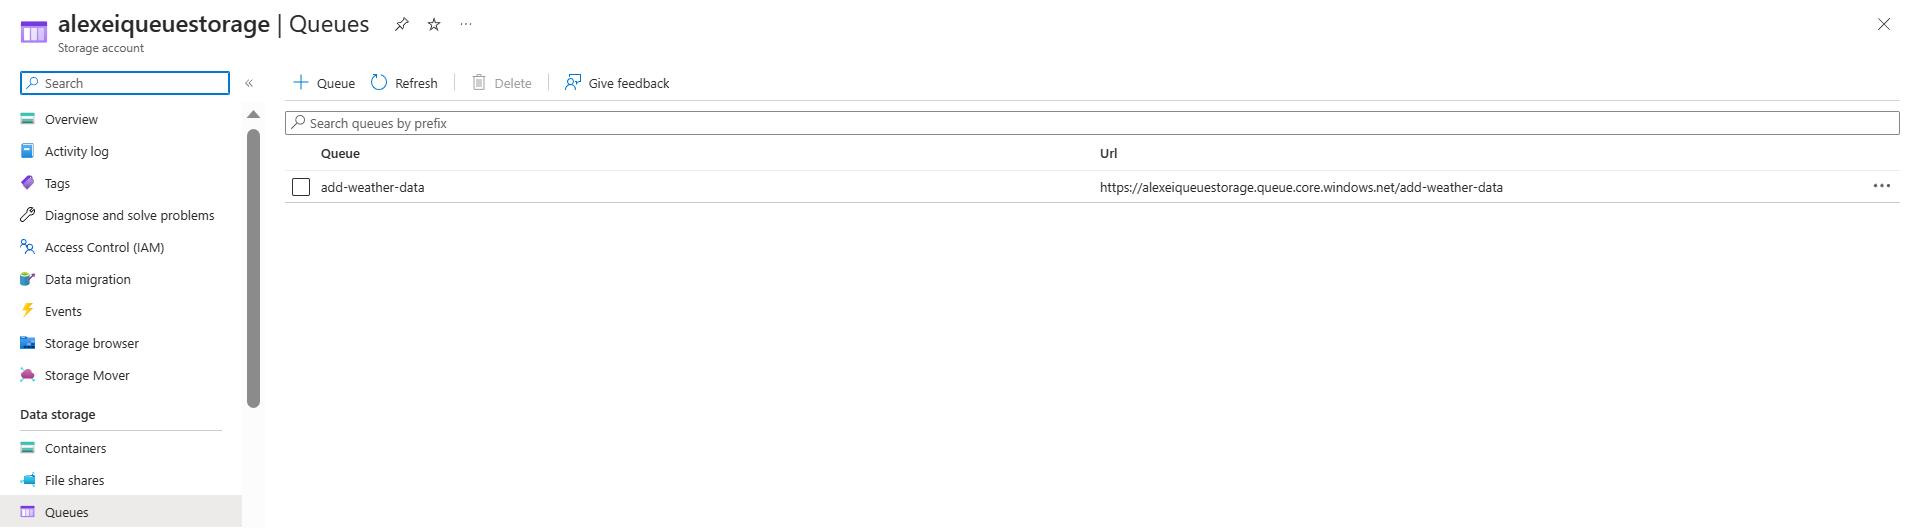 alexeiqueuestorage | Queues
Storage account
Search
Overview
Activity log
Tags
Diagnose and solve problems
Access Control (IAM)
Data migration
Events
Storage browser
Storage Mover
Data storage
Containers
File shares
Queues
Queue Refresh Delete Give feedback
Search queues by prefix
Queue Url
add-weather-data https://alexeiqueuestorage.queue.core.windows.net/add-weather-data